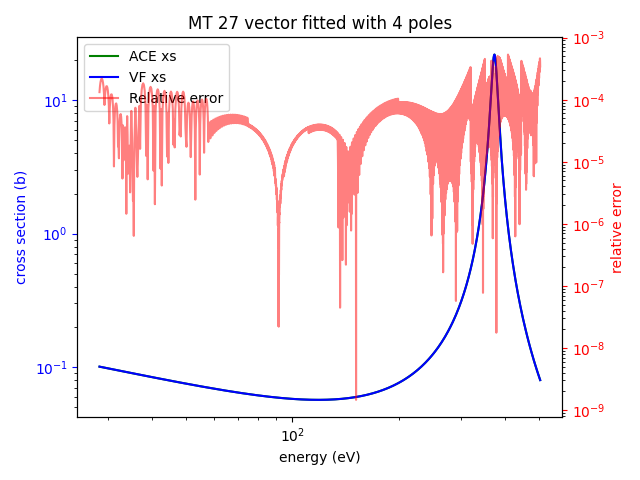 MT 27 vector fitted with 4 poles
ACE xs
VF xs
Relative error
cross section (b)
10¹
10⁰
10⁻¹
10⁻³
10⁻⁴
10⁻⁵
10⁻⁶
10⁻⁷
10⁻⁸
10⁻⁹
relative error
10²
energy (eV)